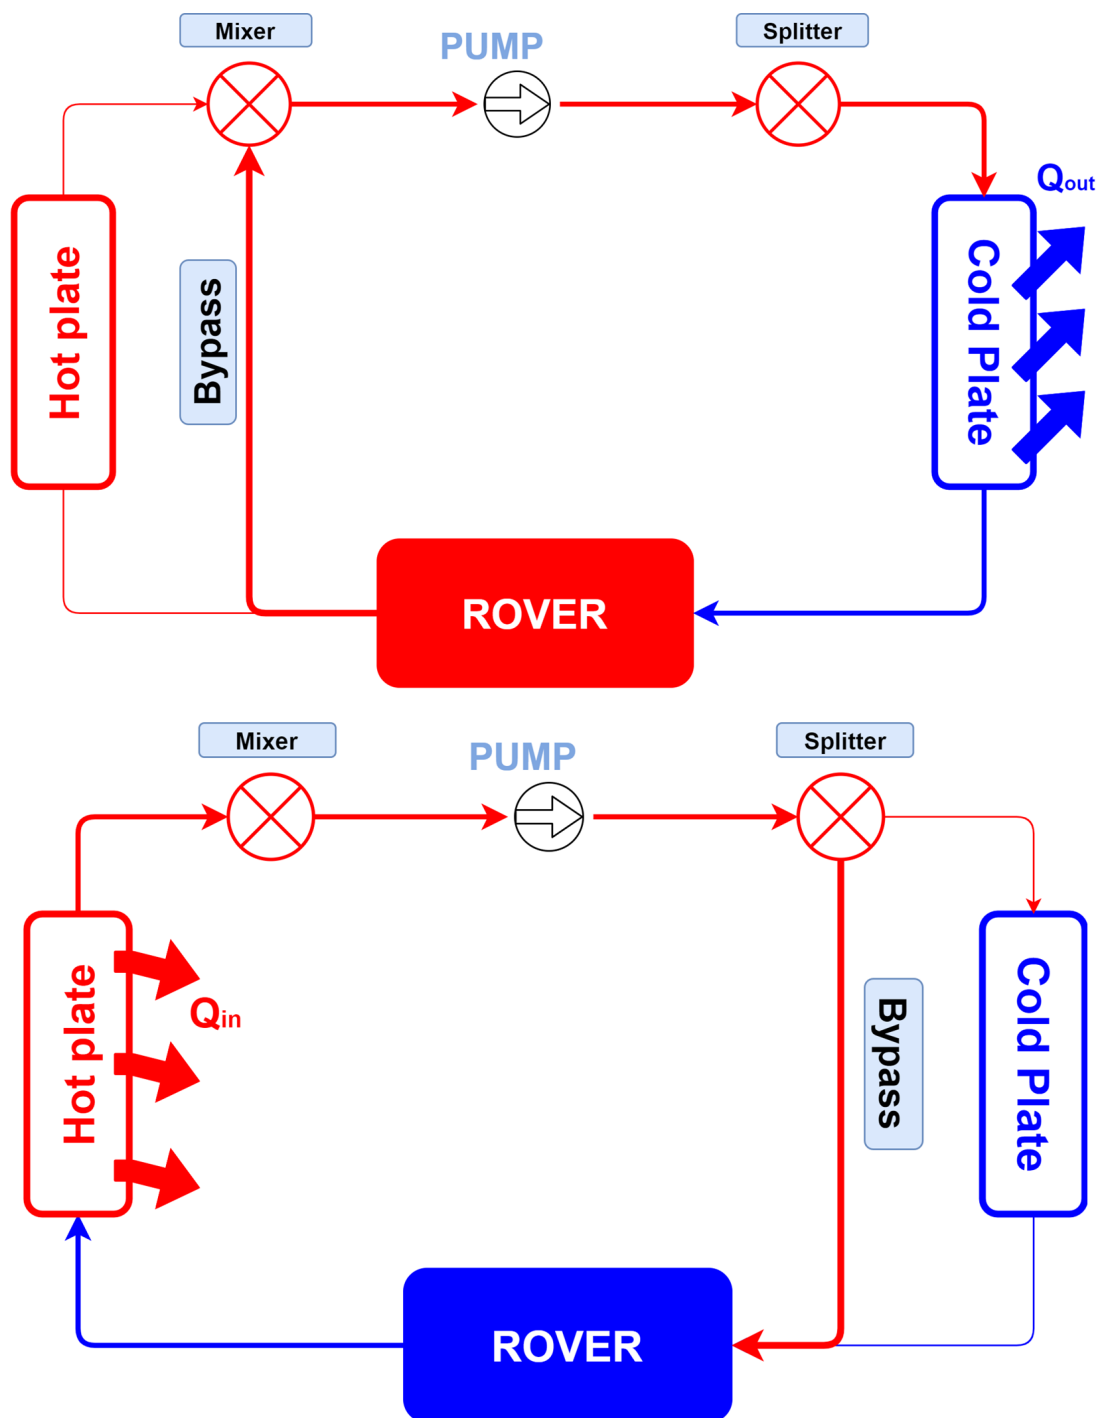 Mixer
PUMP
Splitter
Qout
Hot plate
Bypass
Cold Plate
ROVER
Mixer
PUMP
Splitter
Hot plate
Qin
Bypass
Cold Plate
ROVER